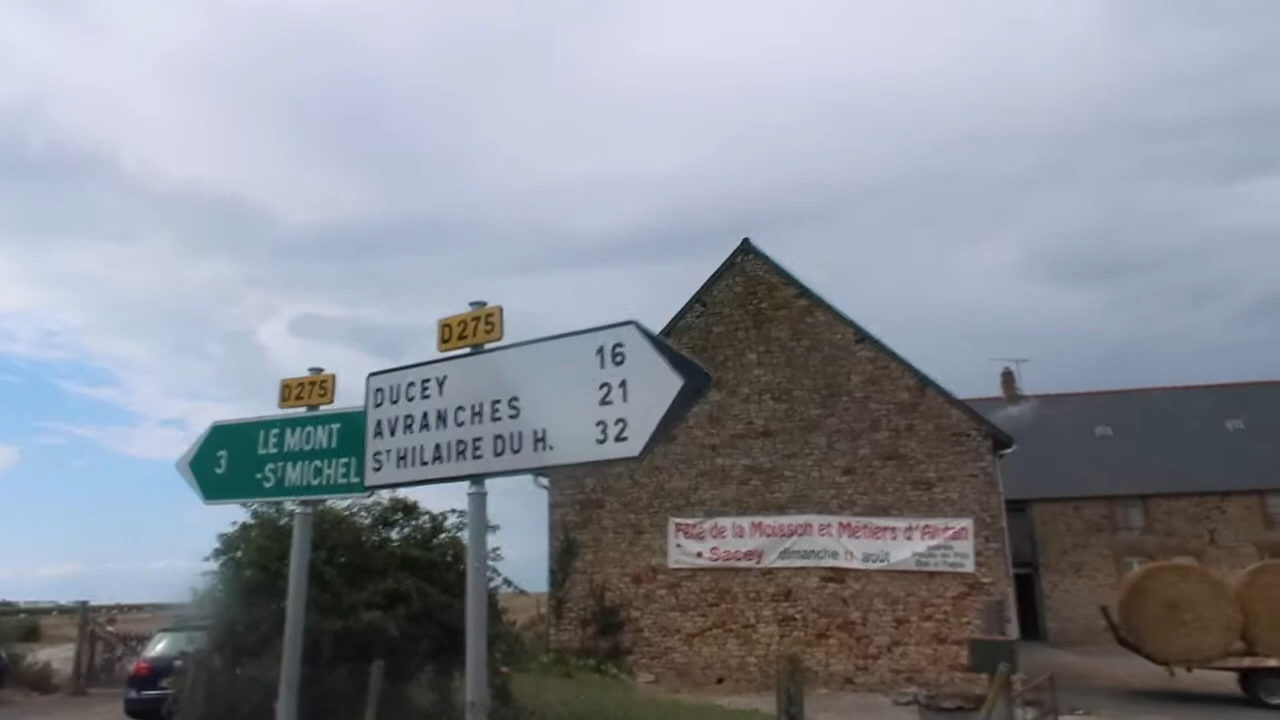 D275
3 LE MONT
-ST MICHEL
D275
DUCEY 16
AVRANCHES 21
ST HILAIRE DU H. 32
Fête de la Moisson et Métiers d'Antan
• Sacey dimanche 11 août